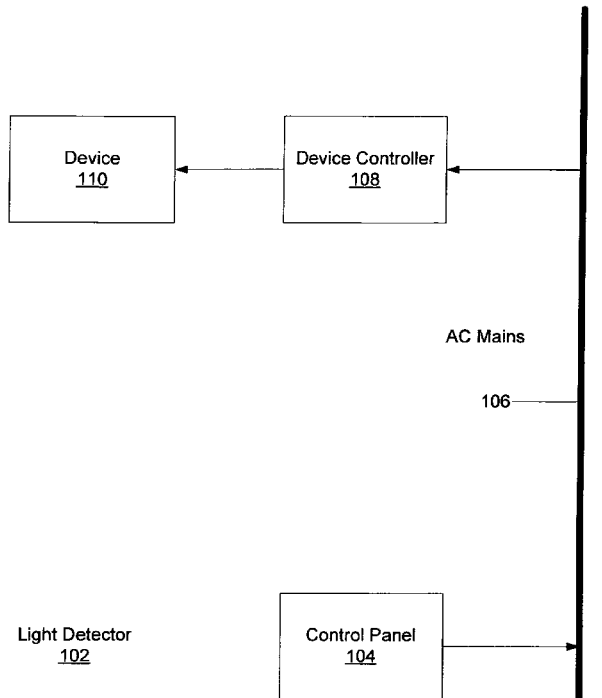 Device
110
Device Controller
108
AC Mains
106
Light Detector
102
Control Panel
104